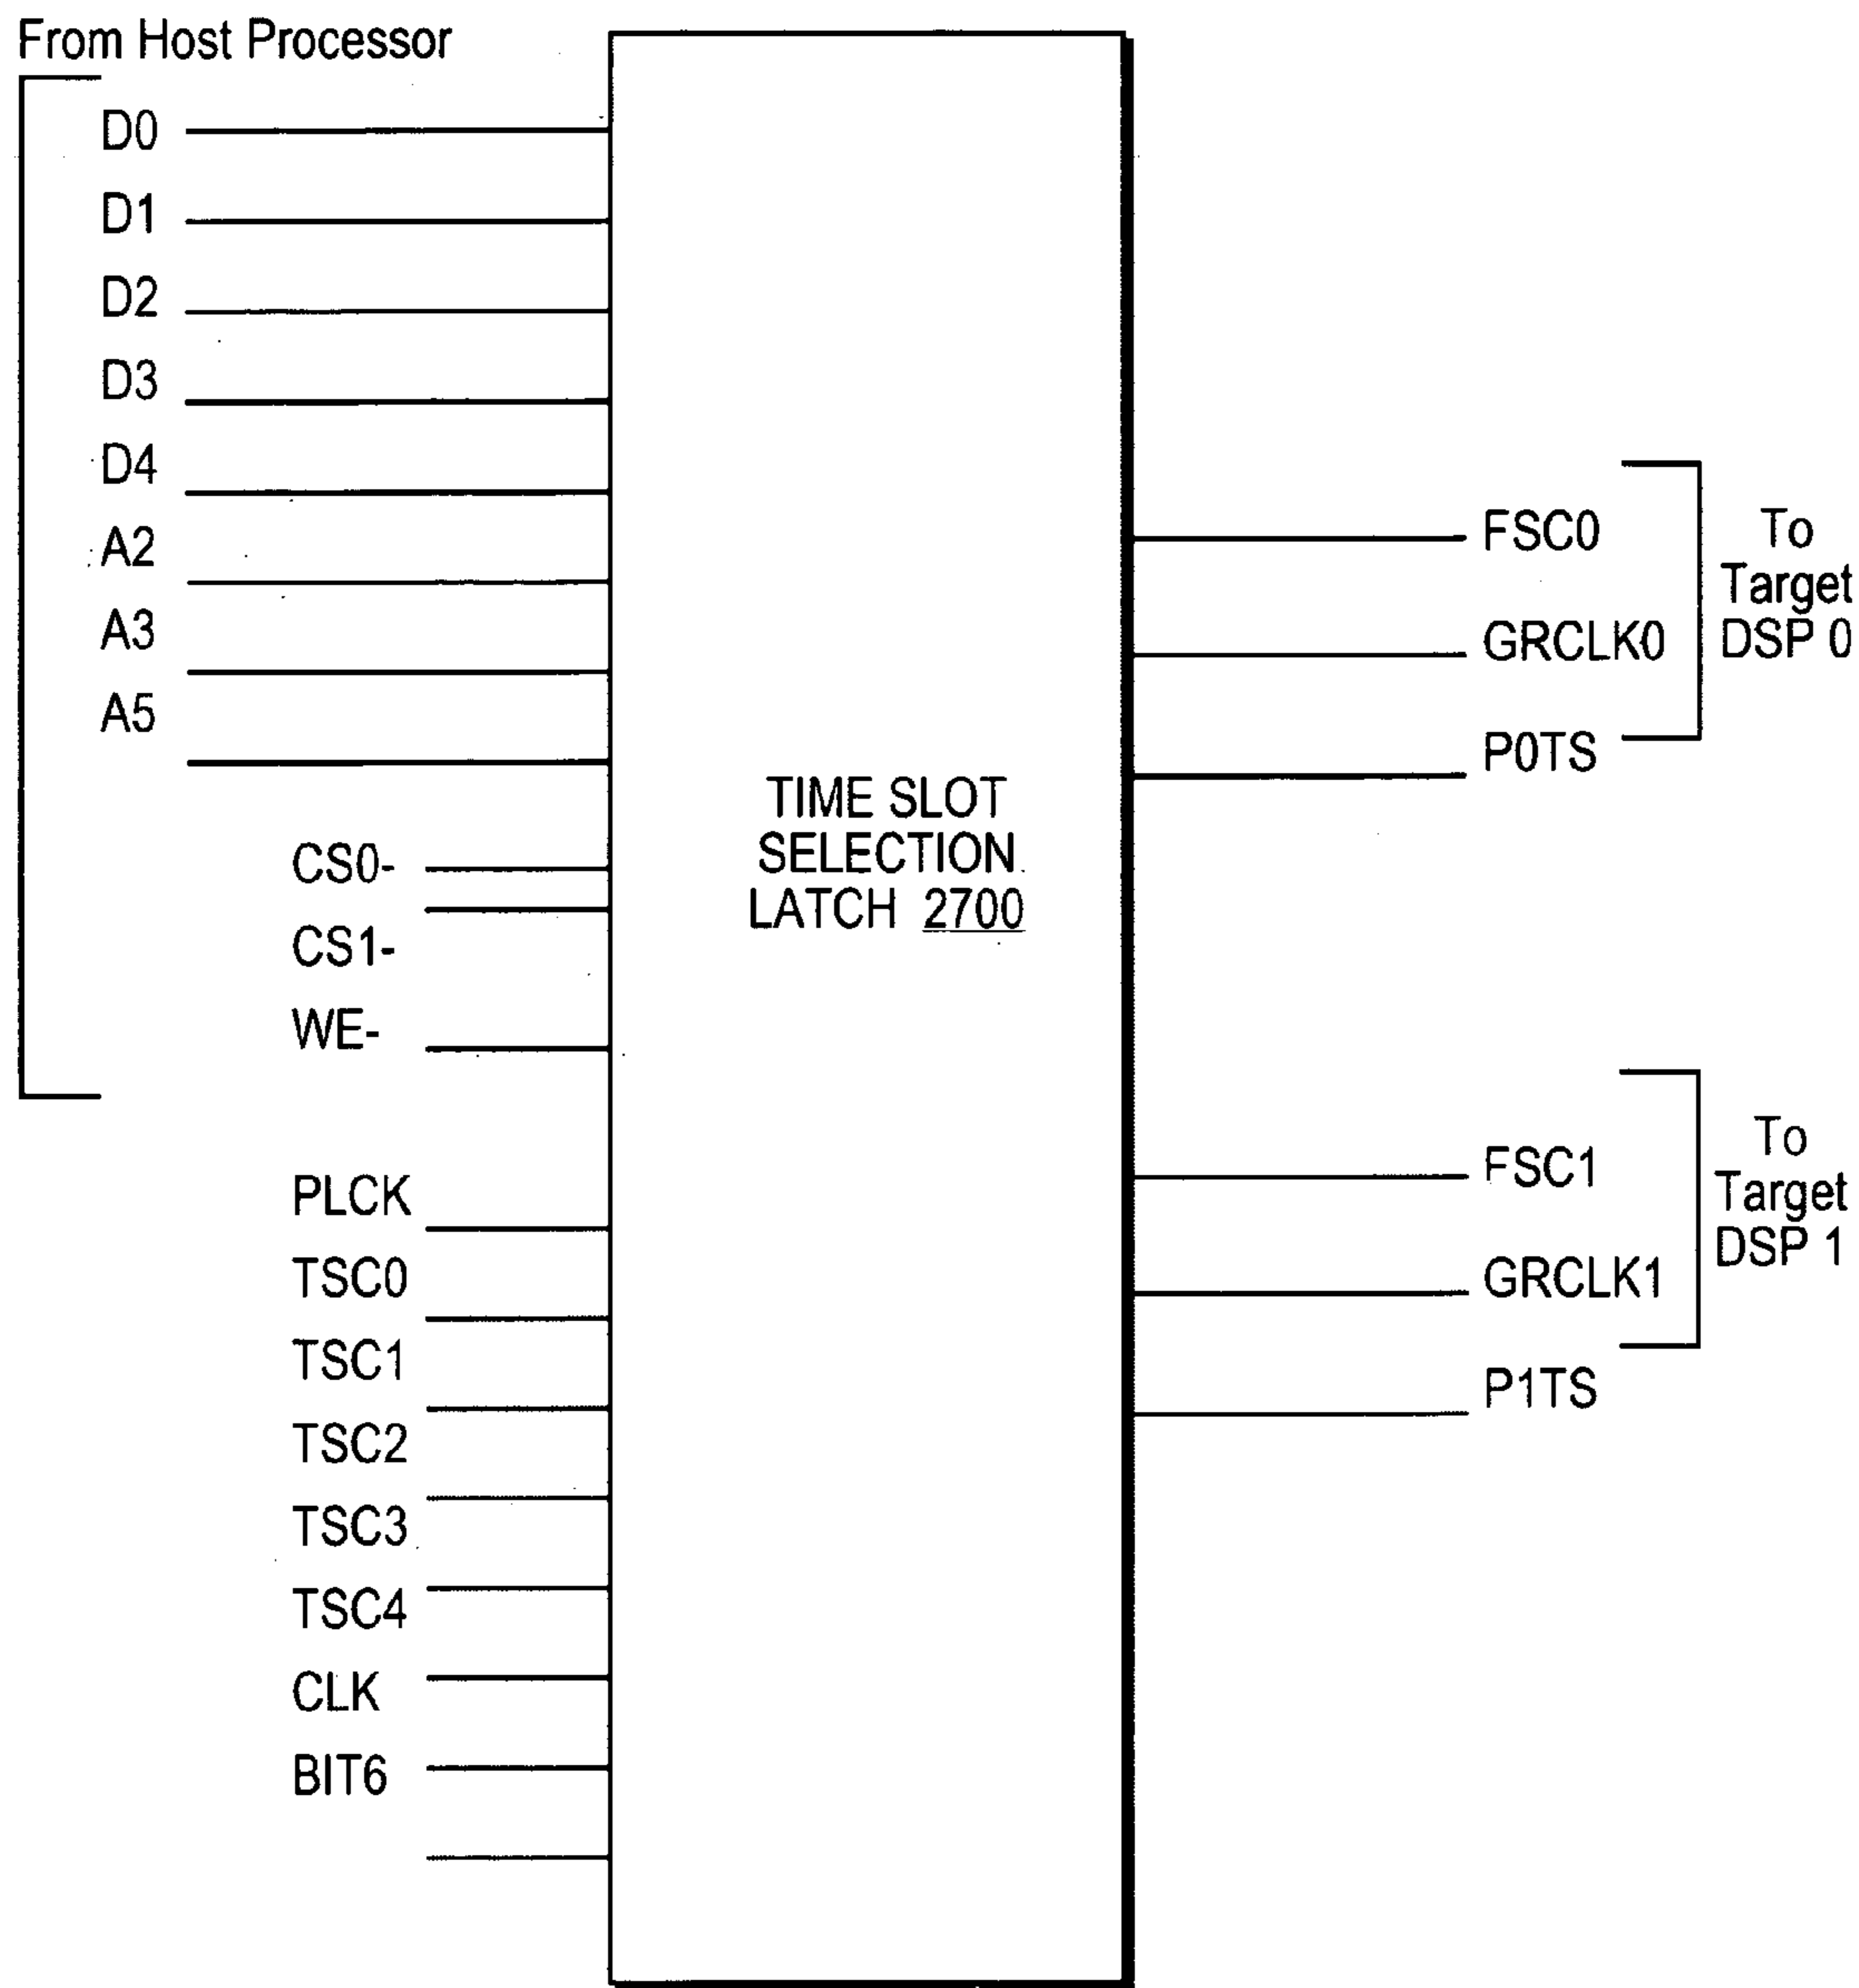 From Host Processor
D0
D1
D2
D3
D4
A2
A3
A5
CS0-
CS1-
WE-
PLCK
TSC0
TSC1
TSC2
TSC3
TSC4
CLK
BIT6
TIME SLOT
SELECTION
LATCH 2700
FSC0
GRCLK0
P0TS
To
Target
DSP 0
FSC1
GRCLK1
P1TS
To
Target
DSP 1